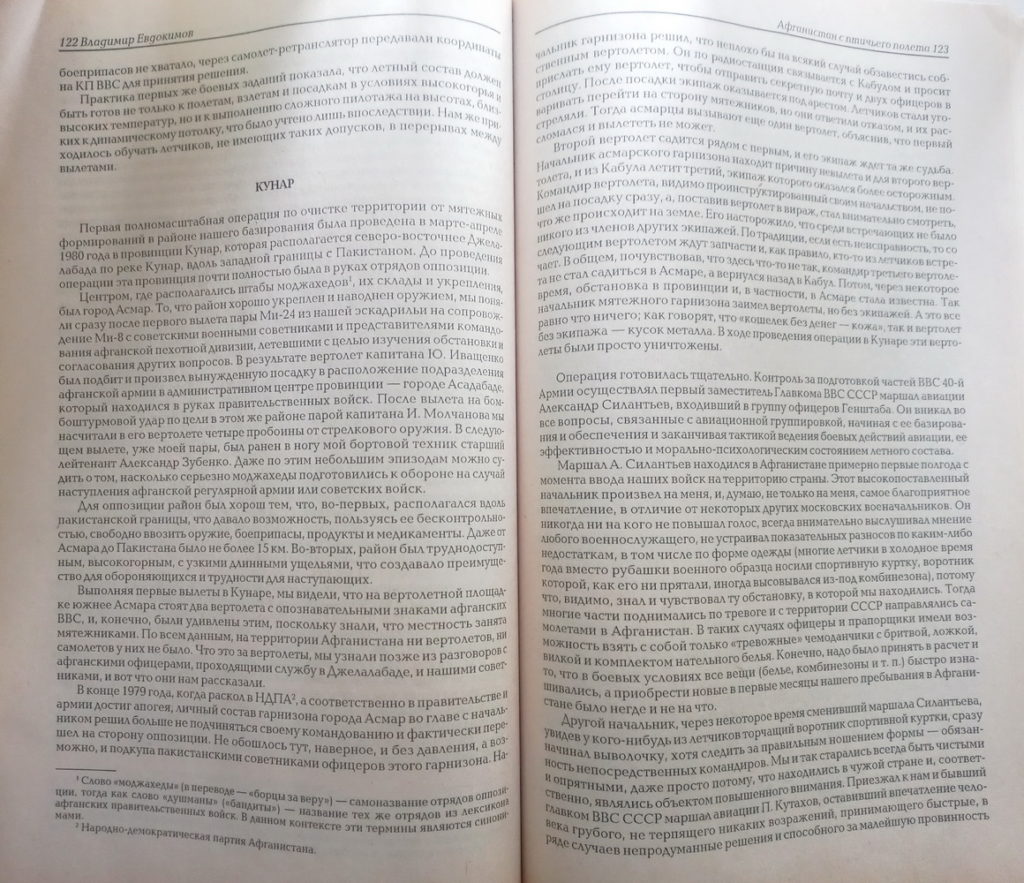 122 Владимир Евдокимов
боеприпасов не хватало, через самолет-ретранслятор передавали координаты
на КП ВВС для принятия решения.
Практика первых же боевых заданий показала, что летный состав должен
быть готов не только к полетам, взлетам и посадкам в условиях высокогорья и
высоких температур, но и к выполнению сложного пилотажа на высотах, близ-
ких к динамическому потолку, что было учтено лишь впоследствии. Нам же при-
ходилось обучать летчиков, не имеющих таких допусков, в перерывах между
вылетами.
КУНАР
Первая полномасштабная операция по очистке территории от мятежных
формирований в районе нашего базирования была проведена в марте-апреле
1980 года в провинции Кунар, которая располагается северо-восточнее Джела-
лабада по реке Кунар, вдоль западной границы с Пакистаном. До проведения
операции эта провинция почти полностью была в руках отрядов оппозиции.
Центром, где располагались штабы моджахедов¹, их склады и укрепления,
был город Асмар. То, что район хорошо укреплен и наводнен оружием, мы поня-
ли сразу после первого вылета пары Ми-24 из нашей эскадрильи на сопровож-
дение Ми-8 с советскими военными советниками и представителями командо-
вания афганской пехотной дивизии, летевшими с целью изучения обстановки и
согласования других вопросов. В результате вертолет капитана Ю. Иващенко
был подбит и произвел вынужденную посадку в расположение подразделения
афганской армии в административном центре провинции — городе Асадабаде,
который находился в руках правительственных войск. После вылета на бом-
боштурмовой удар по цели в этом же районе парой капитана И. Молчанова мы
насчитали в его вертолете четыре пробоины от стрелкового оружия. В следую-
щем вылете, уже моей пары, был ранен в ногу мой бортовой техник старший
лейтенант Александр Зубенко. Даже по этим небольшим эпизодам можно су-
дить о том, насколько серьезно моджахеды подготовились к обороне на случай
наступления афганской регулярной армии или советских войск.
Для оппозиции район был хорош тем, что, во-первых, располагался вдоль
пакистанской границы, что давало возможность, пользуясь ее бесконтрольно-
стью, свободно ввозить оружие, боеприпасы, продукты и медикаменты. Даже от
Асмара до Пакистана было не более 15 км. Во-вторых, район был труднодоступ-
ным, высокогорным, с узкими длинными ущельями, что создавало преимуще-
ство для обороняющихся и трудности для наступающих.
Выполняя первые вылеты в Кунаре, мы видели, что на вертолетной площад-
ке южнее Асмара стоят два вертолета с опознавательными знаками афганских
ВВС, и, конечно, были удивлены этим, поскольку знали, что местность занята
мятежниками. По всем данным, на территории Афганистана ни вертолетов, ни
самолетов у них не было. Что это за вертолеты, мы узнали позже из разговоров с
афганскими офицерами, проходящими службу в Джелалабаде, и нашими совет-
никами, и вот что они нам рассказали.
В конце 1979 года, когда раскол в НДПА², а соответственно в правительстве и
армии достиг апогея, личный состав гарнизона города Асмар во главе с началь-
ником решил больше не подчиняться своему командованию и фактически пере-
шел на сторону оппозиции. Не обошлось тут, наверное, и без давления, а воз-
можно, и подкупа пакистанскими советниками офицеров этого гарнизона. На-
¹ Слово «моджахеды» (в переводе — «борцы за веру») — самоназвание отрядов оппози-
ции, тогда как слово «душманы» («бандиты») — название тех же отрядов из лексикона
афганских правительственных войск. В данном контексте эти термины являются синони-
мами.
² Народно-демократическая партия Афганистана.
Афганистан с птичьего полета 123
чальник гарнизона решил, что неплохо бы на всякий случай обзавестись соб-
ственным вертолетом. Он по радиостанции связывается с Кабулом и просит
прислать ему вертолет, чтобы отправить секретную почту и двух офицеров в
столицу. После посадки экипаж оказывается под арестом. Летчиков стали уго-
варивать перейти на сторону мятежников, но они ответили отказом, и их рас-
стреляли. Тогда асмарцы вызывают еще один вертолет, объяснив, что первый
сломался и вылететь не может.
Второй вертолет садится рядом с первым, и его экипаж ждет та же судьба.
Начальник асмарского гарнизона находит причину невылета и для второго вер-
толета, и из Кабула летит третий, экипаж которого оказался более осторожным.
Командир вертолета, видимо проинструктированный своим начальством, не по-
шел на посадку сразу, а, поставив вертолет в вираж, стал внимательно смотреть,
что же происходит на земле. Его насторожило, что среди встречающих не было
никого из членов других экипажей. По традиции, если есть неисправность, то со
следующим вертолетом ждут запчасти и, как правило, кто-то из летчиков встре-
чает. В общем, почувствовав, что здесь что-то не так, командир третьего вертоле-
та не стал садиться в Асмаре, а вернулся назад в Кабул. Потом, через некоторое
время, обстановка в провинции и, в частности, в Асмаре стала известна. Так
начальник мятежного гарнизона заимел вертолеты, но без экипажей. А это все
равно что ничего; как говорят, что «кошелек без денег — кожа», так и вертолет
без экипажа — кусок металла. В ходе проведения операции в Кунаре эти верто-
леты были просто уничтожены.
Операция готовилась тщательно. Контроль за подготовкой частей ВВС 40-й
Армии осуществлял первый заместитель Главкома ВВС СССР маршал авиации
Александр Силантьев, входивший в группу офицеров Генштаба. Он вникал во
все вопросы, связанные с авиационной группировкой, начиная с ее базирова-
ния и обеспечения и заканчивая тактикой ведения боевых действий авиации, ее
эффективностью и морально-психологическим состоянием летного состава.
Маршал А. Силантьев находился в Афганистане примерно первые полгода с
момента ввода наших войск на территорию страны. Этот высокопоставленный
начальник произвел на меня, и, думаю, не только на меня, самое благоприятное
впечатление, в отличие от некоторых других московских военачальников. Он
никогда ни на кого не повышал голос, всегда внимательно выслушивал мнение
любого военнослужащего, не устраивал показательных разносов по каким-либо
недостаткам, в том числе по форме одежды (многие летчики в холодное время
года вместо рубашки военного образца носили спортивную куртку, воротник
которой, как его ни прятали, иногда высовывался из-под комбинезона), потому
что, видимо, знал и чувствовал ту обстановку, в которой мы находились. Тогда
многие части поднимались по тревоге и с территории СССР направлялись са-
молетами в Афганистан. В таких случаях офицеры и прапорщики имели воз-
можность взять с собой только «тревожные» чемоданчики с бритвой, ложкой,
вилкой и комплектом нательного белья. Конечно, надо было принять в расчет и
то, что в боевых условиях все вещи (белье, комбинезоны и т. п.) быстро изна-
шивались, а приобрести новые в первые месяцы нашего пребывания в Афгани-
стане было негде и не на что.
Другой начальник, через некоторое время сменивший маршала Силантьева,
увидев у кого-нибудь из летчиков торчащий воротник спортивной куртки, сразу
начинал выволочку, хотя следить за правильным ношением формы — обязан-
ность непосредственных командиров. Мы и так старались всегда быть чистыми
и опрятными, даже просто потому, что находились в чужой стране и, соответ-
ственно, являлись объектом повышенного внимания. Приезжал к нам и бывший
главком ВВС СССР маршал авиации П. Кутахов, оставивший впечатление чело-
века грубого, не терпящего никаких возражений, принимающего быстрые, в
ряде случаев непродуманные решения и способного за малейшую провинность